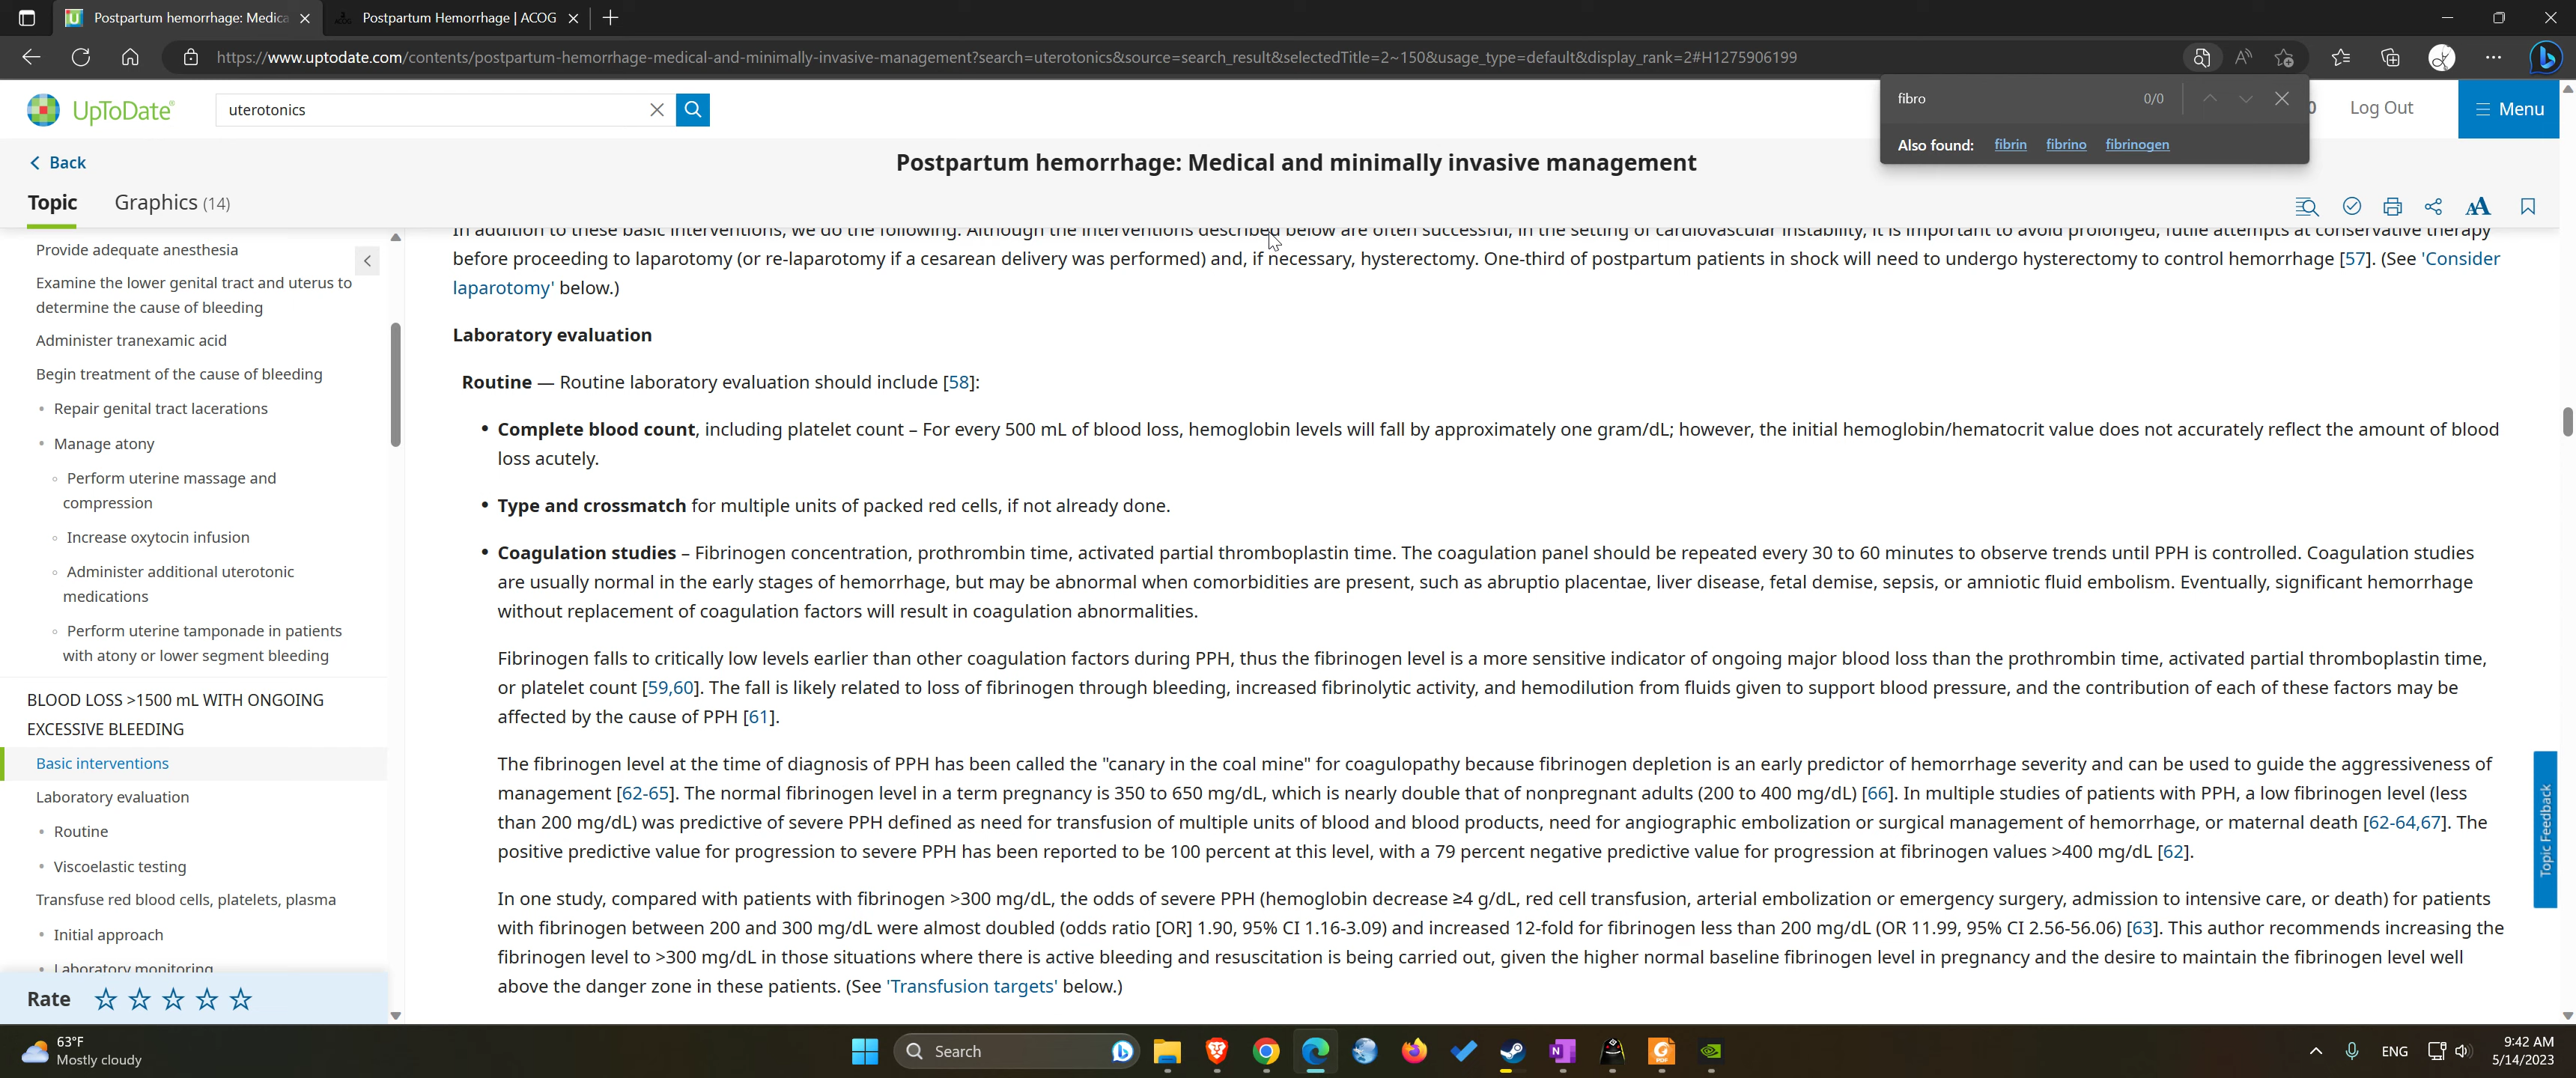 Postpartum hemorrhage: Medica
Postpartum Hemorrhage | ACOG
https://www.uptodate.com/contents/postpartum-hemorrhage-medical-and-minimally-invasive-management?search=uterotonics&source=search_result&selectedTitle=2~150&usage_type=default&display_rank=2#H1275906199
fibro
0/0
Also found: fibrin fibrino fibrinogen
UpToDate®
uterotonics
Log Out
Menu
Back
Postpartum hemorrhage: Medical and minimally invasive management
Topic
Graphics (14)
Provide adequate anesthesia
Examine the lower genital tract and uterus to
determine the cause of bleeding
Administer tranexamic acid
Begin treatment of the cause of bleeding
• Repair genital tract lacerations
• Manage atony
◦ Perform uterine massage and
compression
◦ Increase oxytocin infusion
◦ Administer additional uterotonic
medications
◦ Perform uterine tamponade in patients
with atony or lower segment bleeding
BLOOD LOSS >1500 mL WITH ONGOING
EXCESSIVE BLEEDING
Basic interventions
Laboratory evaluation
• Routine
• Viscoelastic testing
Transfuse red blood cells, platelets, plasma
• Initial approach
• Laboratory monitoring
Rate
In addition to these basic interventions, we do the following. Although the interventions described below are often successful, in the setting of cardiovascular instability, it is important to avoid prolonged, futile attempts at conservative therapy
before proceeding to laparotomy (or re-laparotomy if a cesarean delivery was performed) and, if necessary, hysterectomy. One-third of postpartum patients in shock will need to undergo hysterectomy to control hemorrhage [57]. (See 'Consider
laparotomy' below.)
Laboratory evaluation
Routine — Routine laboratory evaluation should include [58]:
• Complete blood count, including platelet count – For every 500 mL of blood loss, hemoglobin levels will fall by approximately one gram/dL; however, the initial hemoglobin/hematocrit value does not accurately reflect the amount of blood
loss acutely.
• Type and crossmatch for multiple units of packed red cells, if not already done.
• Coagulation studies – Fibrinogen concentration, prothrombin time, activated partial thromboplastin time. The coagulation panel should be repeated every 30 to 60 minutes to observe trends until PPH is controlled. Coagulation studies
are usually normal in the early stages of hemorrhage, but may be abnormal when comorbidities are present, such as abruptio placentae, liver disease, fetal demise, sepsis, or amniotic fluid embolism. Eventually, significant hemorrhage
without replacement of coagulation factors will result in coagulation abnormalities.
Fibrinogen falls to critically low levels earlier than other coagulation factors during PPH, thus the fibrinogen level is a more sensitive indicator of ongoing major blood loss than the prothrombin time, activated partial thromboplastin time,
or platelet count [59,60]. The fall is likely related to loss of fibrinogen through bleeding, increased fibrinolytic activity, and hemodilution from fluids given to support blood pressure, and the contribution of each of these factors may be
affected by the cause of PPH [61].
The fibrinogen level at the time of diagnosis of PPH has been called the "canary in the coal mine" for coagulopathy because fibrinogen depletion is an early predictor of hemorrhage severity and can be used to guide the aggressiveness of
management [62-65]. The normal fibrinogen level in a term pregnancy is 350 to 650 mg/dL, which is nearly double that of nonpregnant adults (200 to 400 mg/dL) [66]. In multiple studies of patients with PPH, a low fibrinogen level (less
than 200 mg/dL) was predictive of severe PPH defined as need for transfusion of multiple units of blood and blood products, need for angiographic embolization or surgical management of hemorrhage, or maternal death [62-64,67]. The
positive predictive value for progression to severe PPH has been reported to be 100 percent at this level, with a 79 percent negative predictive value for progression at fibrinogen values >400 mg/dL [62].
In one study, compared with patients with fibrinogen >300 mg/dL, the odds of severe PPH (hemoglobin decrease ≥4 g/dL, red cell transfusion, arterial embolization or emergency surgery, admission to intensive care, or death) for patients
with fibrinogen between 200 and 300 mg/dL were almost doubled (odds ratio [OR] 1.90, 95% CI 1.16-3.09) and increased 12-fold for fibrinogen less than 200 mg/dL (OR 11.99, 95% CI 2.56-56.06) [63]. This author recommends increasing the
fibrinogen level to >300 mg/dL in those situations where there is active bleeding and resuscitation is being carried out, given the higher normal baseline fibrinogen level in pregnancy and the desire to maintain the fibrinogen level well
above the danger zone in these patients. (See 'Transfusion targets' below.)
Topic Feedback
63°F
Mostly cloudy
Search
ENG
9:42 AM
5/14/2023